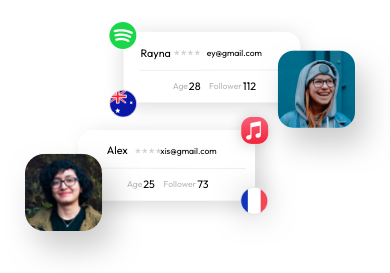 Rayna ****ey@gmail.com
Age 28 Follower 112
Alex ****xis@gmail.com
Age 25 Follower 73